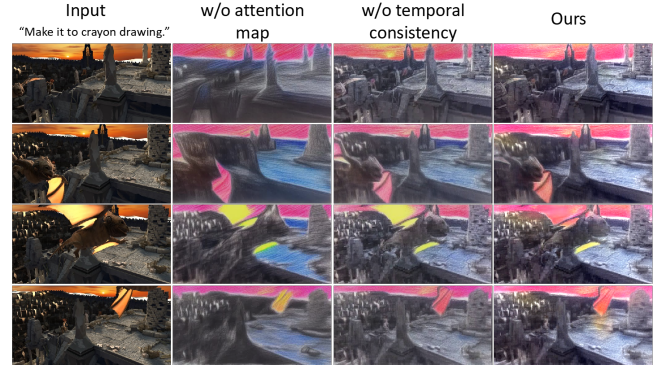 Input
“Make it to crayon drawing.”
w/o attention
map
w/o temporal
consistency
Ours